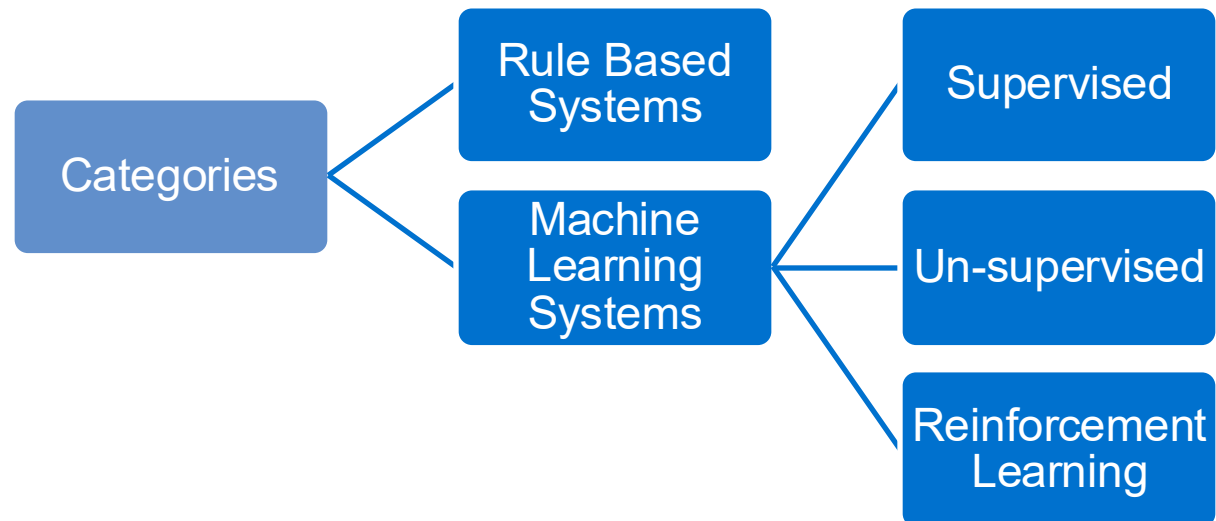 Categories
Rule Based
Systems
Machine
Learning
Systems
Supervised
Un-supervised
Reinforcement
Learning